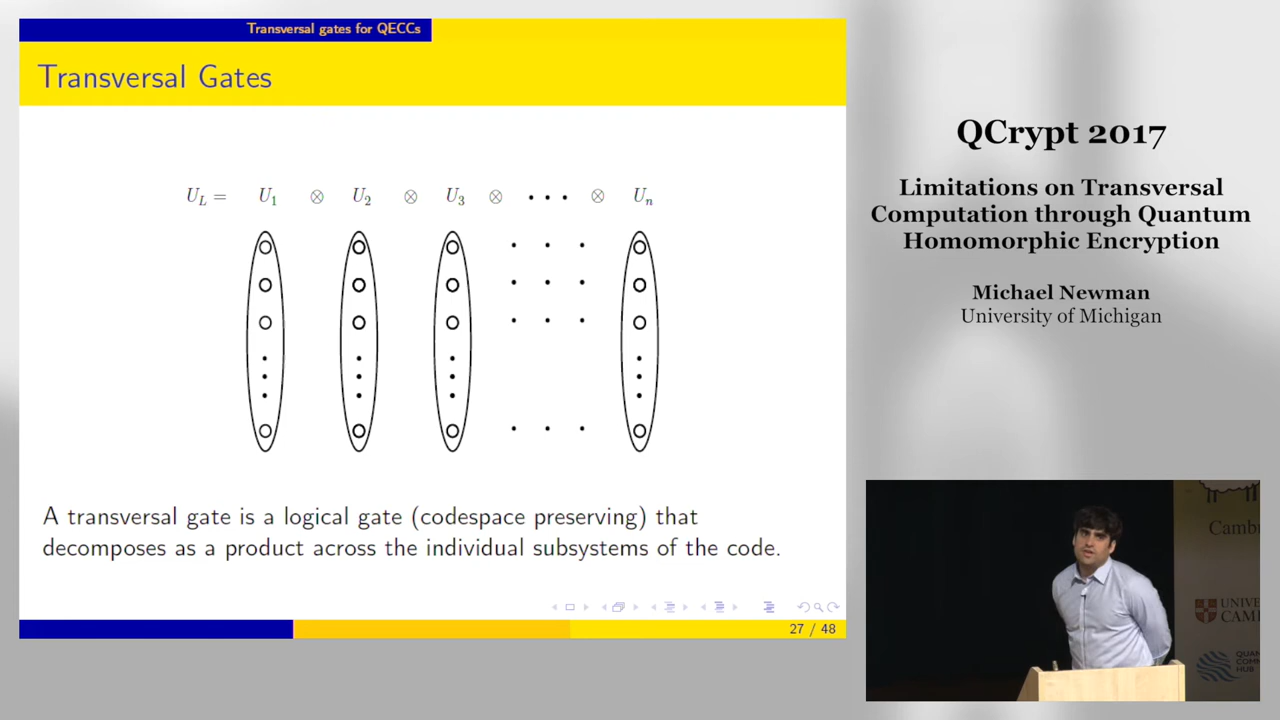 Transversal gates for QECCs
Transversal Gates
U_L = U_1 ⊗ U_2 ⊗ U_3 ⊗ · · · ⊗ U_n
A transversal gate is a logical gate (codespace preserving) that
decomposes as a product across the individual subsystems of the code.
27 / 48
QCrypt 2017
Limitations on Transversal
Computation through Quantum
Homomorphic Encryption
Michael Newman
University of Michigan